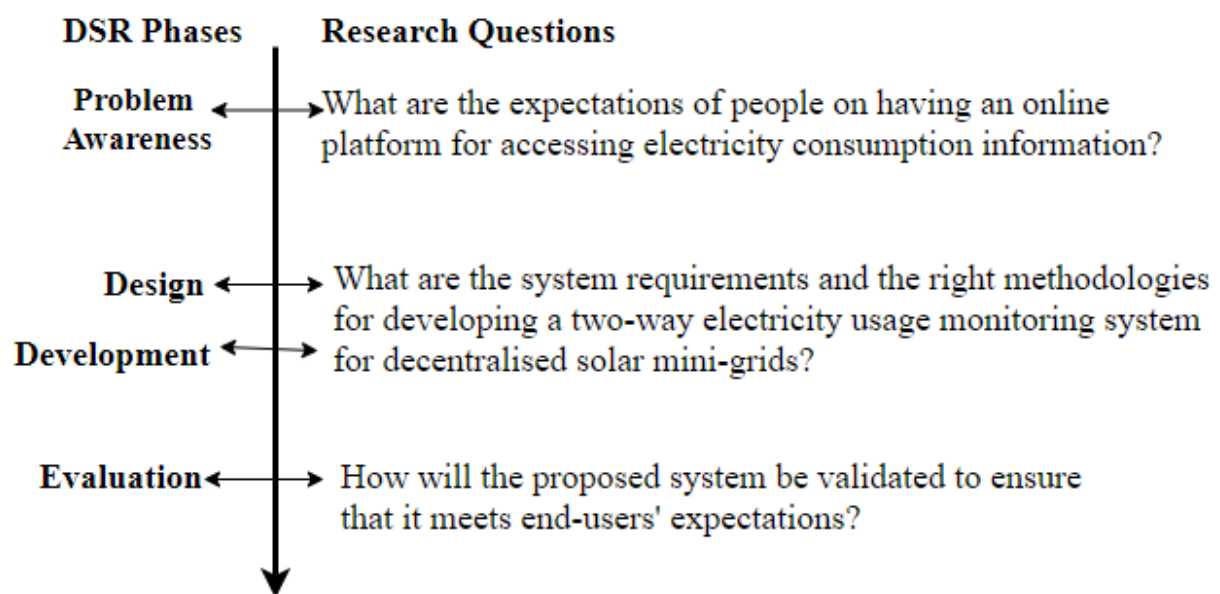 DSR Phases
Research Questions
Problem
Awareness
What are the expectations of people on having an online
platform for accessing electricity consumption information?
Design
What are the system requirements and the right methodologies
for developing a two-way electricity usage monitoring system
for decentralised solar mini-grids?
Development
Evaluation
How will the proposed system be validated to ensure
that it meets end-users' expectations?